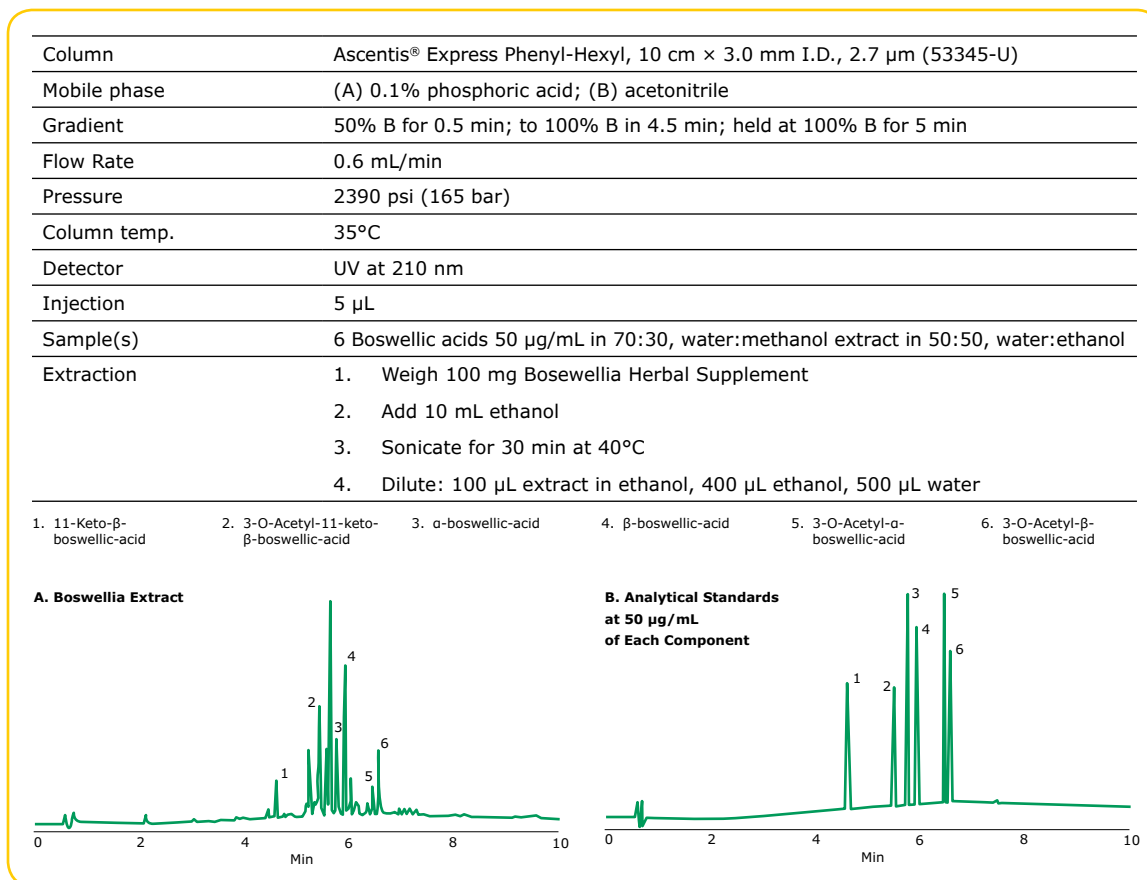 Column Ascentis® Express Phenyl-Hexyl, 10 cm × 3.0 mm I.D., 2.7 µm (53345-U)
Mobile phase (A) 0.1% phosphoric acid; (B) acetonitrile
Gradient 50% B for 0.5 min; to 100% B in 4.5 min; held at 100% B for 5 min
Flow Rate 0.6 mL/min
Pressure 2390 psi (165 bar)
Column temp. 35°C
Detector UV at 210 nm
Injection 5 µL
Sample(s) 6 Boswellic acids 50 µg/mL in 70:30, water:methanol extract in 50:50, water:ethanol
Extraction 1. Weigh 100 mg Bosewellia Herbal Supplement
2. Add 10 mL ethanol
3. Sonicate for 30 min at 40°C
4. Dilute: 100 µL extract in ethanol, 400 µL ethanol, 500 µL water
1. 11-Keto-β-
boswellic-acid
2. 3-O-Acetyl-11-keto-
β-boswellic-acid
3. α-boswellic-acid
4. β-boswellic-acid
5. 3-O-Acetyl-α-
boswellic-acid
6. 3-O-Acetyl-β-
boswellic-acid
A. Boswellia Extract
1
2
3
4
5
6
0 2 4 6 8 10
Min
B. Analytical Standards
at 50 µg/mL
of Each Component
1
2
3
4
5
6
0 2 4 6 8 10
Min